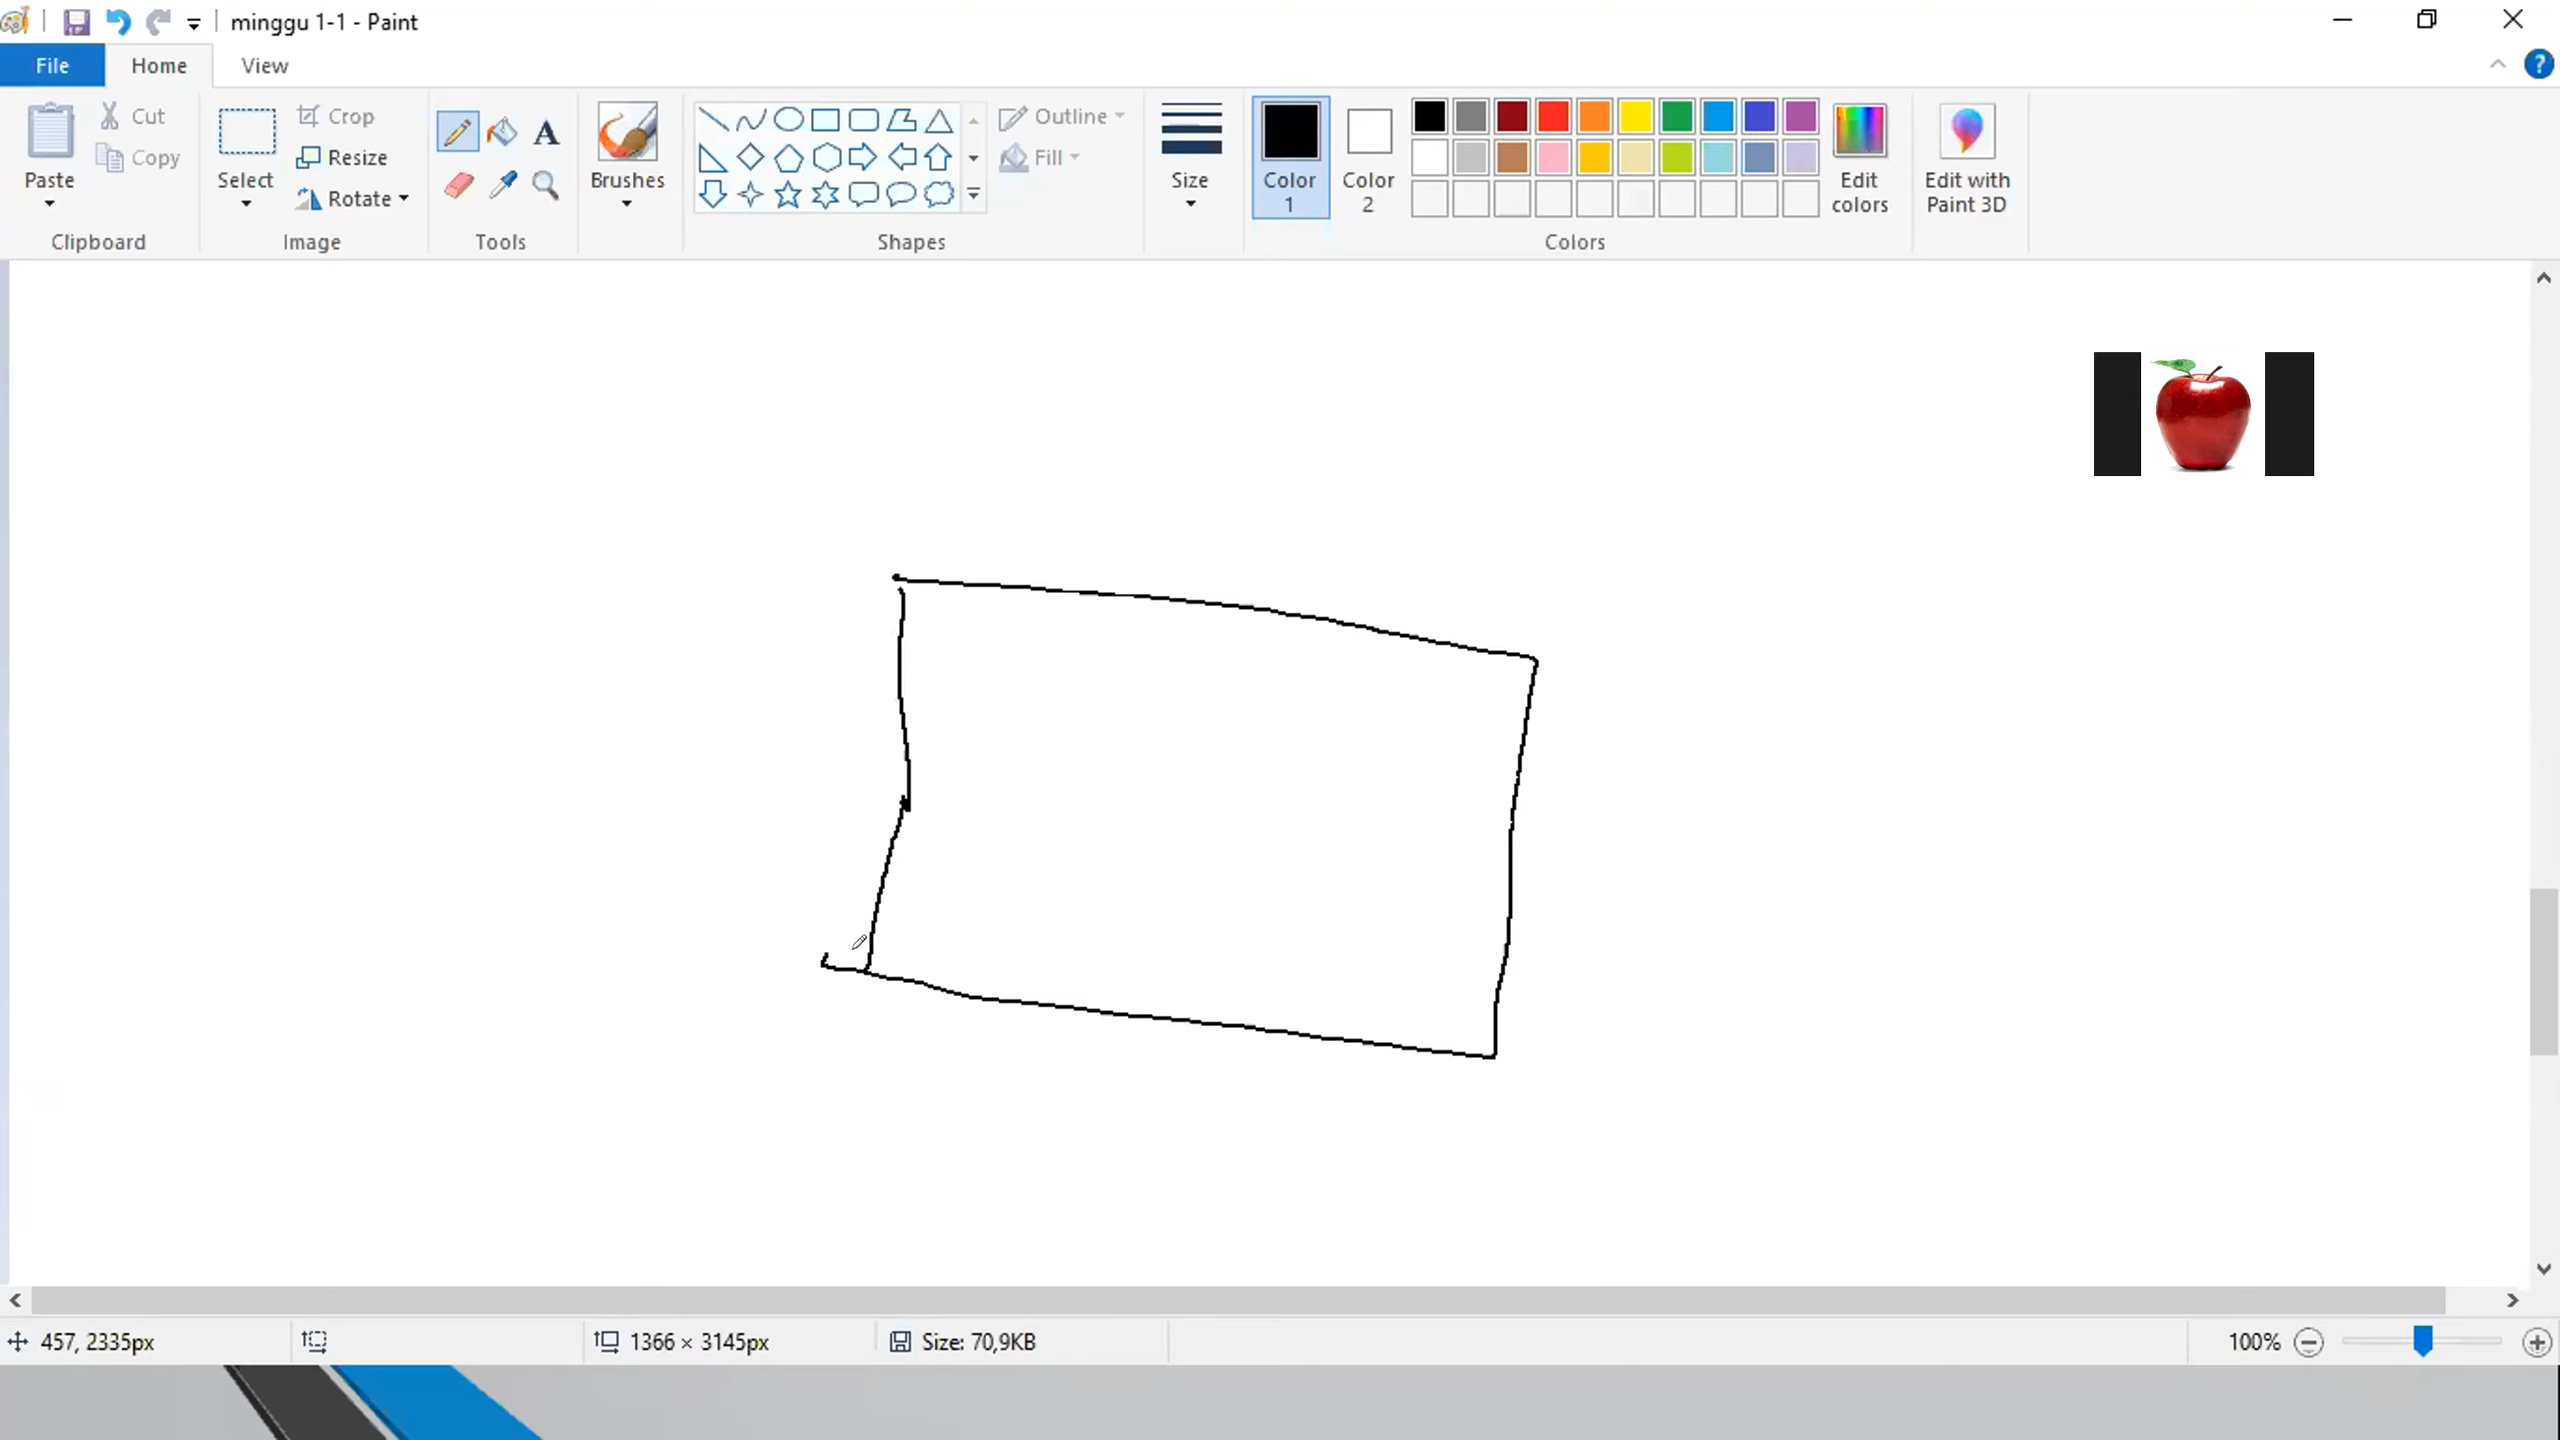 minggu 1-1 - Paint
File Home View
Paste Cut Copy Select Crop Resize Rotate A Brushes Outline Fill Size Color 1 Color 2 Edit colors Edit with Paint 3D ?
Clipboard Image Tools Shapes Colors
457, 2335px 1366 × 3145px Size: 70,9KB 100%